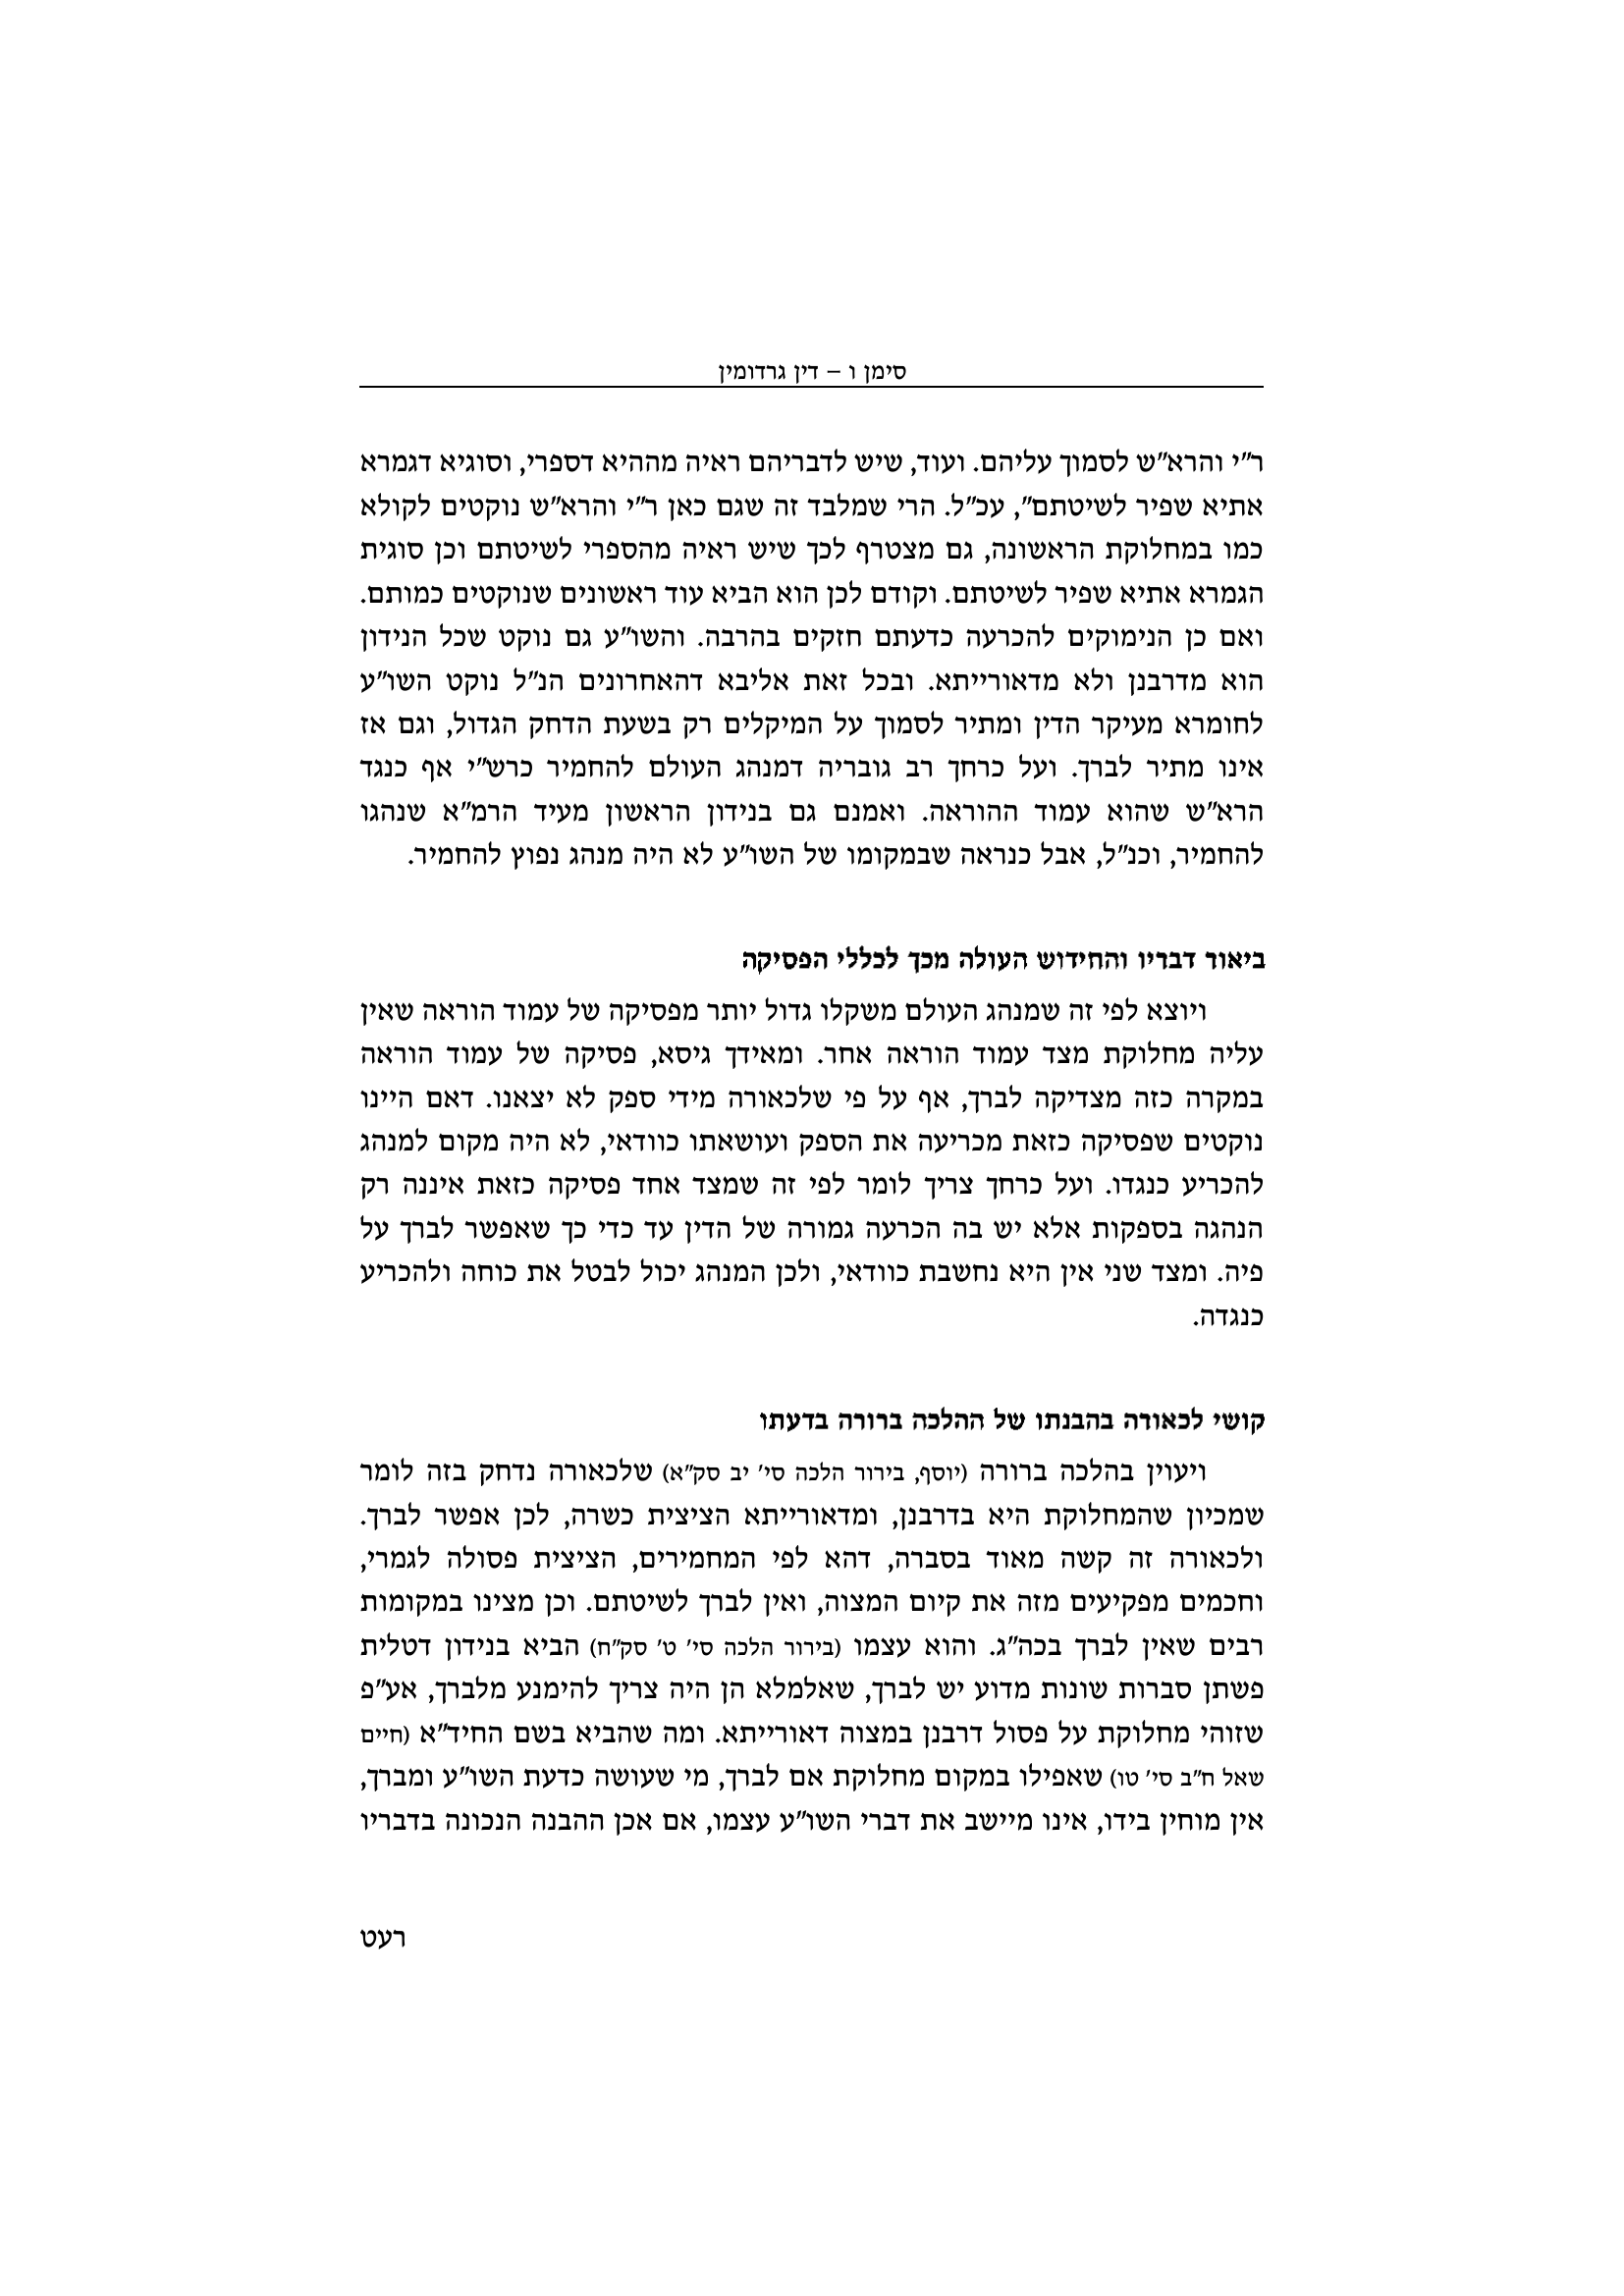 סימן ו – דין גרדומין
ר"י והרא"ש לסמוך עליהם. ועוד, שיש לדבריהם ראיה מההיא דספרי, וסוגיא דגמרא
אתיא שפיר לשיטתם", עכ"ל. הרי שמלבד זה שגם כאן ר"י והרא"ש נוקטים לקולא
כמו במחלוקת הראשונה, גם מצטרף לכך שיש ראיה מהספרי לשיטתם וכן סוגית
הגמרא אתיא שפיר לשיטתם. וקודם לכן הוא הביא עוד ראשונים שנוקטים כמותם.
ואם כן הנימוקים להכרעה כדעתם חזקים בהרבה. והשו"ע גם נוקט שכל הנידון
הוא מדרבנן ולא מדאורייתא. ובכל זאת אליבא דהאחרונים הנ"ל נוקט השו"ע
לחומרא מעיקר הדין ומתיר לסמוך על המיקלים רק בשעת הדחק הגדול, וגם אז
אינו מתיר לברך. ועל כרחך רב גובריה דמנהג העולם להחמיר כרש"י אף כנגד
הרא"ש שהוא עמוד ההוראה. ואמנם גם בנידון הראשון מעיד הרמ"א שנהגו
להחמיר, וכנ"ל, אבל כנראה שבמקומו של השו"ע לא היה מנהג נפוץ להחמיר.
ביאור דבריו והחידוש העולה מכך לכללי הפסיקה
ויוצא לפי זה שמנהג העולם משקלו גדול יותר מפסיקה של עמוד הוראה שאין
עליה מחלוקת מצד עמוד הוראה אחר. ומאידך גיסא, פסיקה של עמוד הוראה
במקרה כזה מצדיקה לברך, אף על פי שלכאורה מידי ספק לא יצאנו. דאם היינו
נוקטים שפסיקה כזאת מכריעה את הספק ועושאתו כוודאי, לא היה מקום למנהג
להכריע כנגדו. ועל כרחך צריך לומר לפי זה שמצד אחד פסיקה כזאת איננה רק
הנהגה בספקות אלא יש בה הכרעה גמורה של הדין עד כדי כך שאפשר לברך על
פיה. ומצד שני אין היא נחשבת כוודאי, ולכן המנהג יכול לבטל את כוחה ולהכריע
כנגדה.
קושי לכאורה בהבנתו של ההלכה ברורה בדעתו
ויעוין בהלכה ברורה (יוסף, בירור הלכה סי' יב סק"א) שלכאורה נדחק בזה לומר
שמכיון שהמחלוקת היא בדרבנן, ומדאורייתא הציצית כשרה, לכן אפשר לברך.
ולכאורה זה קשה מאוד בסברה, דהא לפי המחמירים, הציצית פסולה לגמרי,
וחכמים מפקיעים מזה את קיום המצוה, ואין לברך לשיטתם. וכן מצינו במקומות
רבים שאין לברך בכה"ג. והוא עצמו (בירור הלכה סי' ט' סק"ח) הביא בנידון דטלית
פשתן סברות שונות מדוע יש לברך, שאלמלא הן היה צריך להימנע מלברך, אע"פ
שזוהי מחלוקת על פסול דרבנן במצוה דאורייתא. ומה שהביא בשם החיד"א (חיים
שאל ח"ב סי' טו) שאפילו במקום מחלוקת אם לברך, מי שעושה כדעת השו"ע ומברך,
אין מוחין בידו, אינו מיישב את דברי השו"ע עצמו, אם אכן ההבנה הנכונה בדבריו
רעט